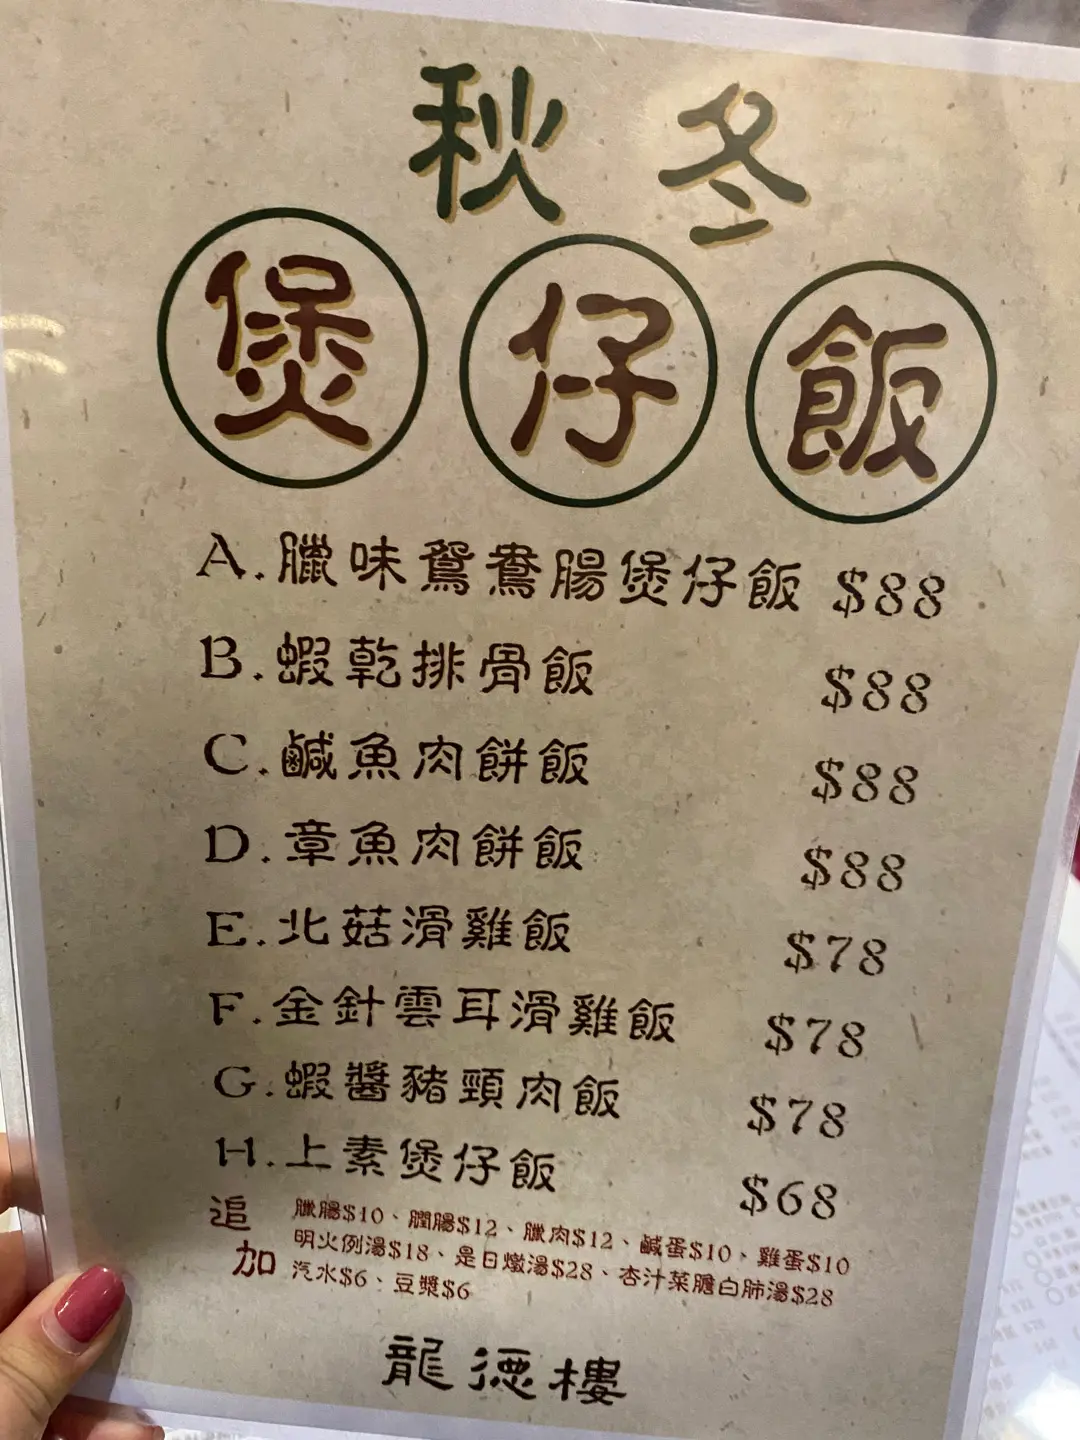 秋冬
煲仔飯
A.臘味鴛鴦腸煲仔飯 $88
B.蝦乾排骨飯 $88
C.鹹魚肉餅飯 $88
D.章魚肉餅飯 $88
E.北菇滑雞飯 $78
F.金針雲耳滑雞飯 $78
G.蝦醬豬頸肉飯 $78
H.上素煲仔飯 $68
追加
臘腸$10、膶腸$12、臘肉$12、鹹蛋$10、雞蛋$10
明火例湯$18、是日燉湯$28、杏汁菜膽白肺湯$28
汽水$6、豆漿$6
龍德樓